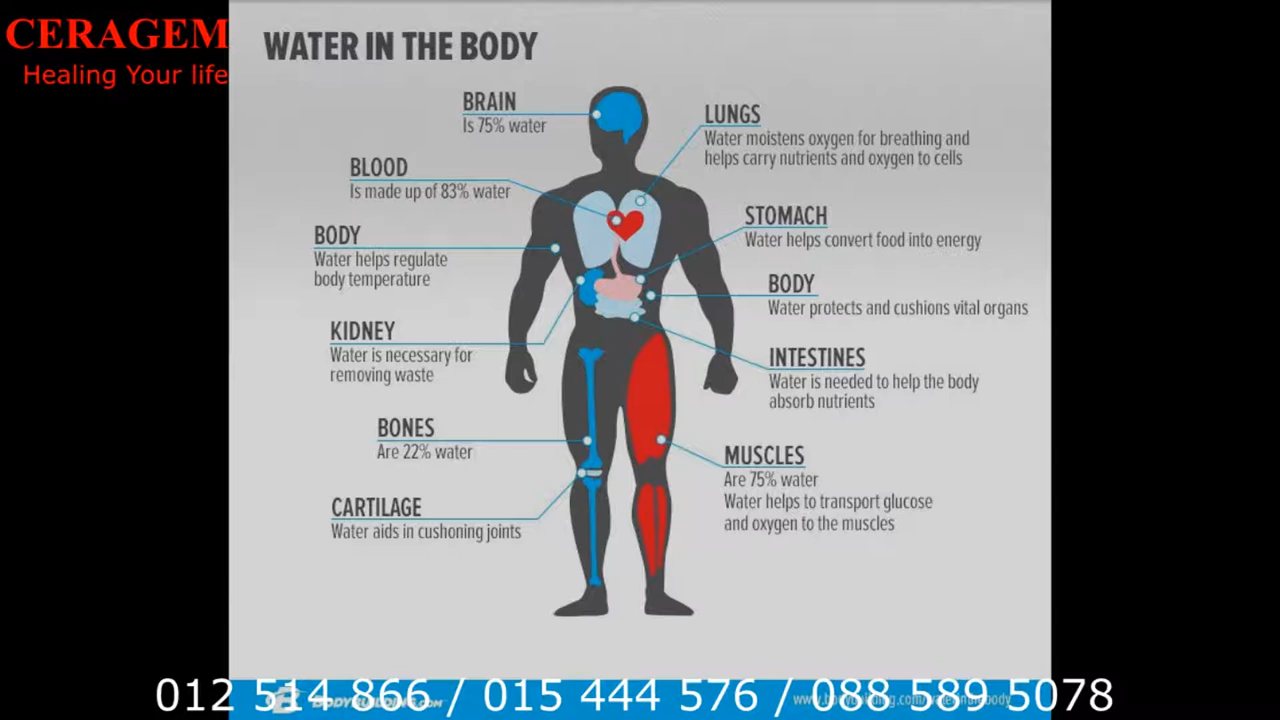 CERAGEM
Healing Your life
WATER IN THE BODY
BRAIN
Is 75% water
BLOOD
Is made up of 83% water
BODY
Water helps regulate
body temperature
KIDNEY
Water is necessary for
removing waste
BONES
Are 22% water
CARTILAGE
Water aids in cushoning joints
LUNGS
Water moistens oxygen for breathing and
helps carry nutrients and oxygen to cells
STOMACH
Water helps convert food into energy
BODY
Water protects and cushions vital organs
INTESTINES
Water is needed to help the body
absorb nutrients
MUSCLES
Are 75% water
Water helps to transport glucose
and oxygen to the muscles
012 514 866 / 015 444 576 / 088 589 5078
BODYBUILDING.COM